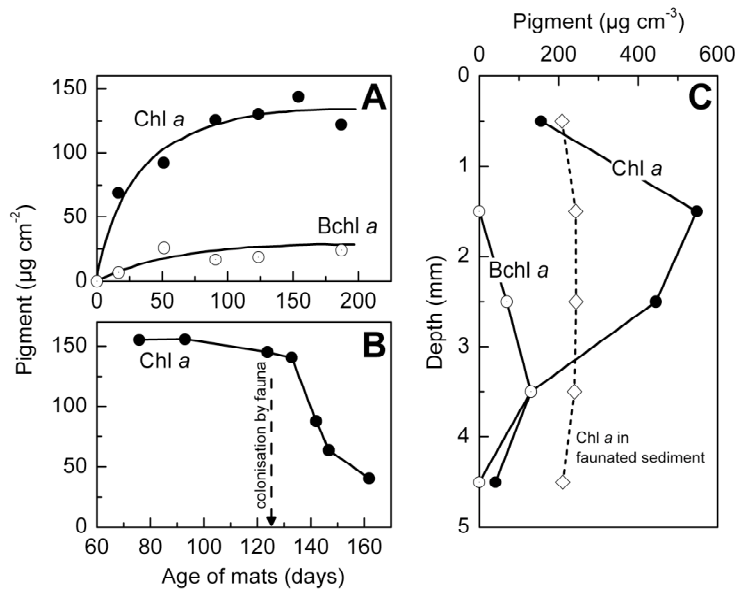 Pigment (µg cm-3)
0 200 400 600
150
100
50
0
A
Chl a
Bchl a
0 50 100 150 200
Pigment (µg cm-2)
150
100
50
0
B
Chl a
colonisation by fauna
60 80 100 120 140 160
Age of mats (days)
0
1
2
3
4
5
Depth (mm)
C
Chl a
Bchl a
Chl a in
faunated sediment